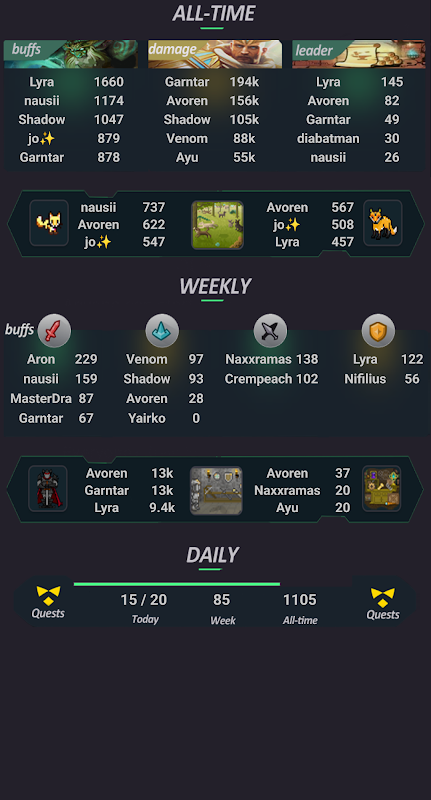 ALL-TIME
buffs damage leader
Lyra 1660 Garntar 194k Lyra 145
nausii 1174 Avoren 156k Avoren 82
Shadow 1047 Shadow 105k Garntar 49
jo✨ 879 Venom 88k diabatman 30
Garntar 878 Ayu 55k nausii 26
nausii 737 Avoren 567
Avoren 622 jo✨ 508
jo✨ 547 Lyra 457
WEEKLY
buffs
Aron 229 Venom 97 Naxxramas 138 Lyra 122
nausii 159 Shadow 93 Crempeach 102 Nifilius 56
MasterDra 87 Avoren 28
Garntar 67 Yairko 0
Avoren 13k Avoren 37
Garntar 13k Naxxramas 20
Lyra 9.4k Ayu 20
DAILY
Quests 15 / 20 85 1105 Quests
Today Week All-time